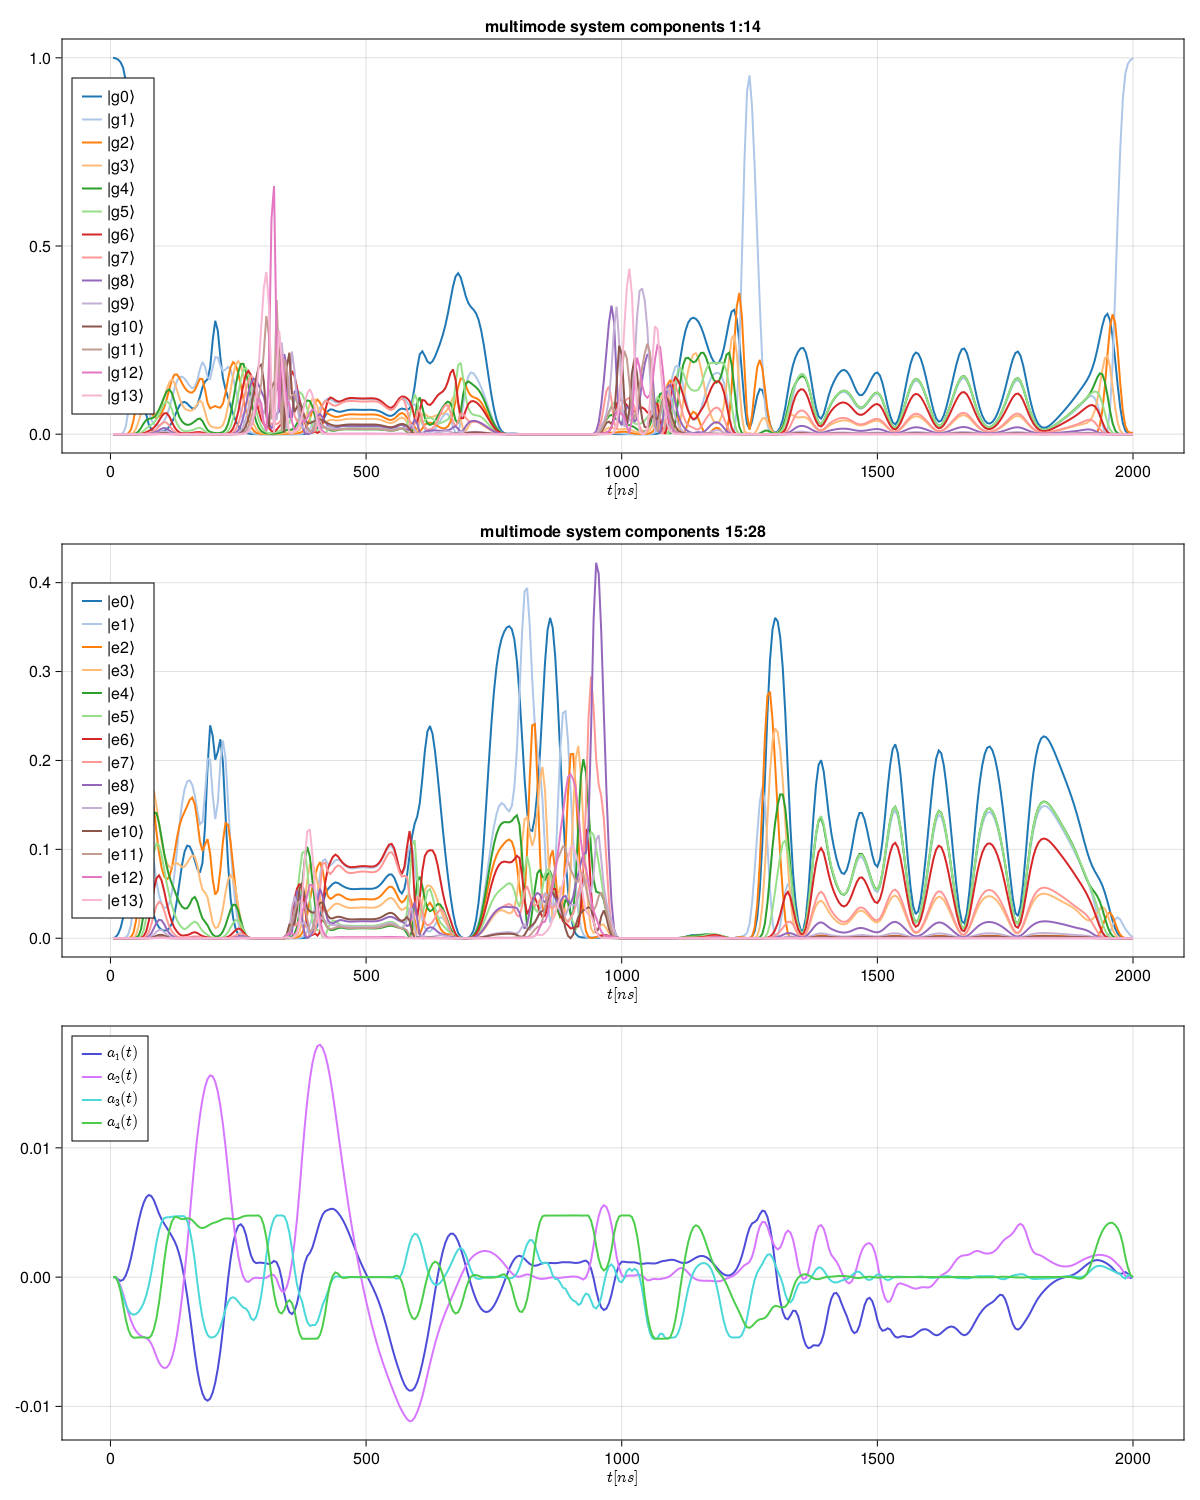 multimode system components 1:14
1.0
0.5
0.0
|g0⟩
|g1⟩
|g2⟩
|g3⟩
|g4⟩
|g5⟩
|g6⟩
|g7⟩
|g8⟩
|g9⟩
|g10⟩
|g11⟩
|g12⟩
|g13⟩
0 500 1000 1500 2000
t[ns]
multimode system components 15:28
0.4
0.3
0.2
0.1
0.0
|e0⟩
|e1⟩
|e2⟩
|e3⟩
|e4⟩
|e5⟩
|e6⟩
|e7⟩
|e8⟩
|e9⟩
|e10⟩
|e11⟩
|e12⟩
|e13⟩
0 500 1000 1500 2000
t[ns]
a₁(t)
a₂(t)
a₃(t)
a₄(t)
0.01
0.00
-0.01
0 500 1000 1500 2000
t[ns]